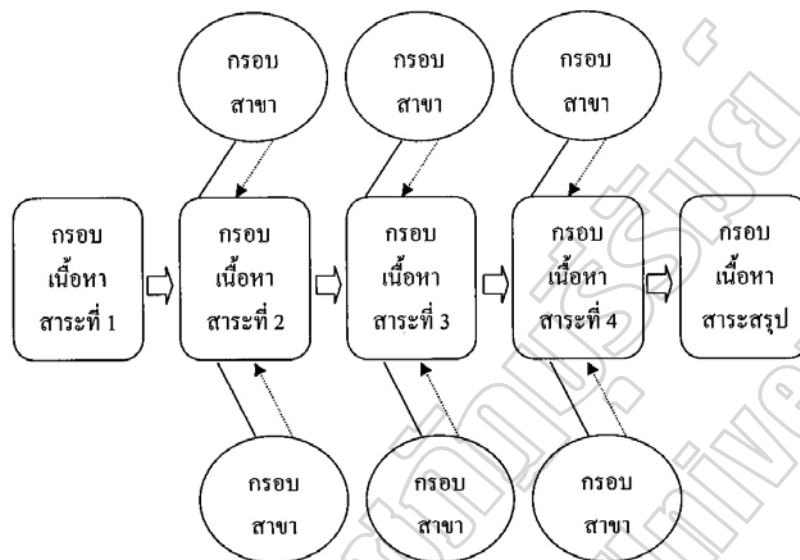 กรอบ
สาขา
กรอบ
สาขา
กรอบ
สาขา
กรอบ
เนื้อหา
สาระที่ 1
กรอบ
เนื้อหา
สาระที่ 2
กรอบ
เนื้อหา
สาระที่ 3
กรอบ
เนื้อหา
สาระที่ 4
กรอบ
เนื้อหา
สาระสรุป
กรอบ
สาขา
กรอบ
สาขา
กรอบ
สาขา